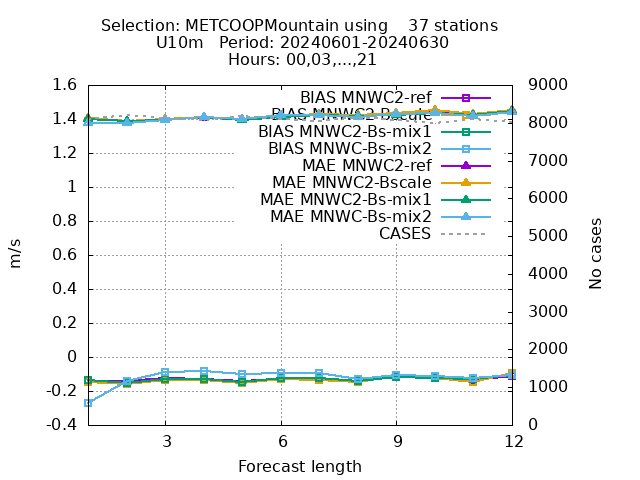 Selection: METCOOPMountain using    37 stations
U10m   Period: 20240601-20240630
Hours: 00,03,...,21
1.6
1.4
1.2
1
0.8
0.6
0.4
0.2
0
-0.2
-0.4
9000
8000
7000
6000
5000
4000
3000
2000
1000
0
BIAS MNWC2-ref
BIAS MNWC2-Bscale
BIAS MNWC2-Bs-mix1
BIAS MNWC-Bs-mix2
MAE MNWC2-ref
MAE MNWC2-Bscale
MAE MNWC2-Bs-mix1
MAE MNWC-Bs-mix2
CASES
m/s
No cases
3 6 9 12
Forecast length